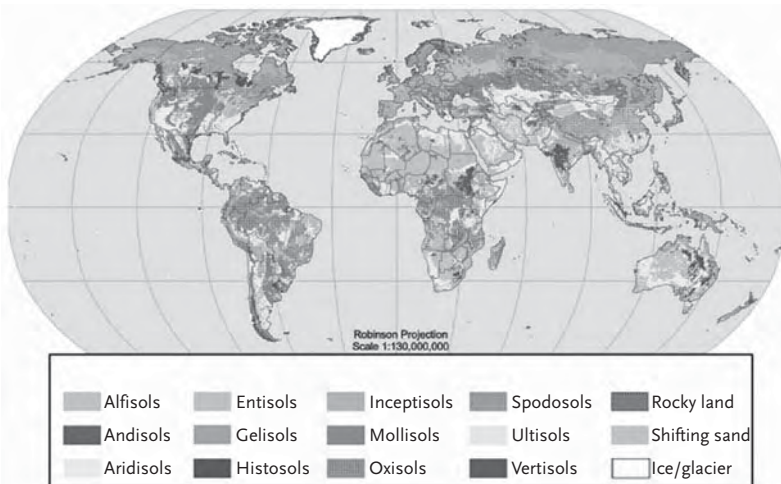 Robinson Projection
Scale 1:130,000,000
Alfisols Entisols Inceptisols Spodosols Rocky land
Andisols Gelisols Mollisols Ultisols Shifting sand
Aridisols Histosols Oxisols Vertisols Ice/glacier